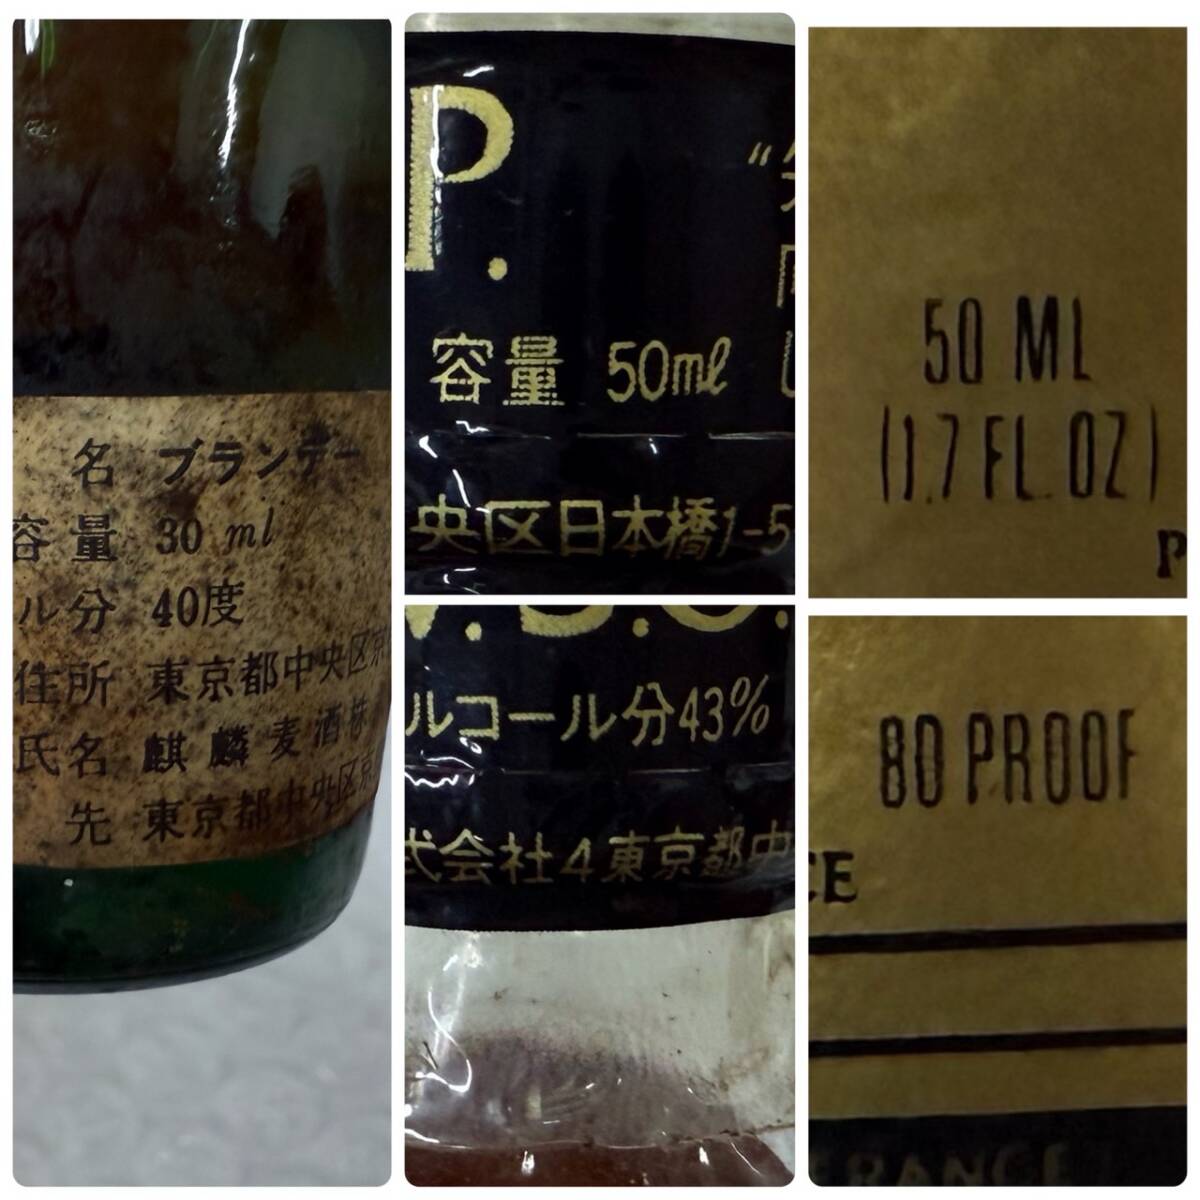 名 ブランデー
容量 30 ml
ル分 40度
住所 東京都中央区京
氏名 麒麟麦酒株
先 東京都中央区京
P.
容量 50ml
央区日本橋1-5
V.S.O.
ルコール分43%
式会社4東京都中
50 ML
(1.7 FL. OZ)
P
80 PROOF
CE
FRANCE